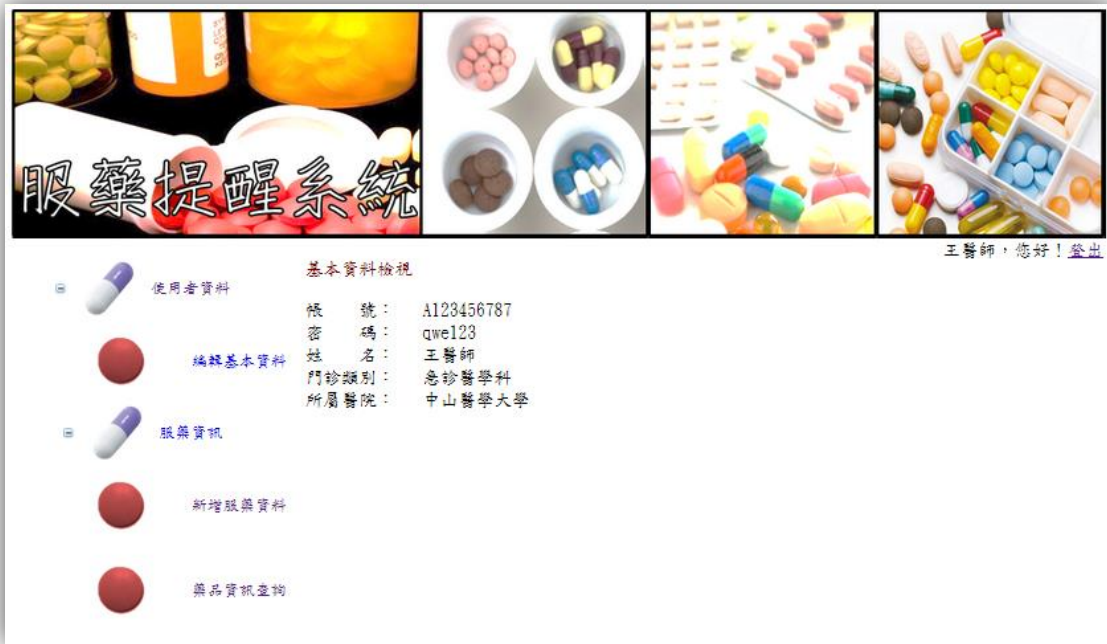 服藥提醒系統
王醫師，您好！登出
使用者資料
編輯基本資料
服藥資訊
新增服藥資料
藥品資訊查詢
基本資料檢視
帳　　號：　A123456787
密　　碼：　qwe123
姓　　名：　王醫師
門診類別：　急診醫學科
所屬醫院：　中山醫學大學